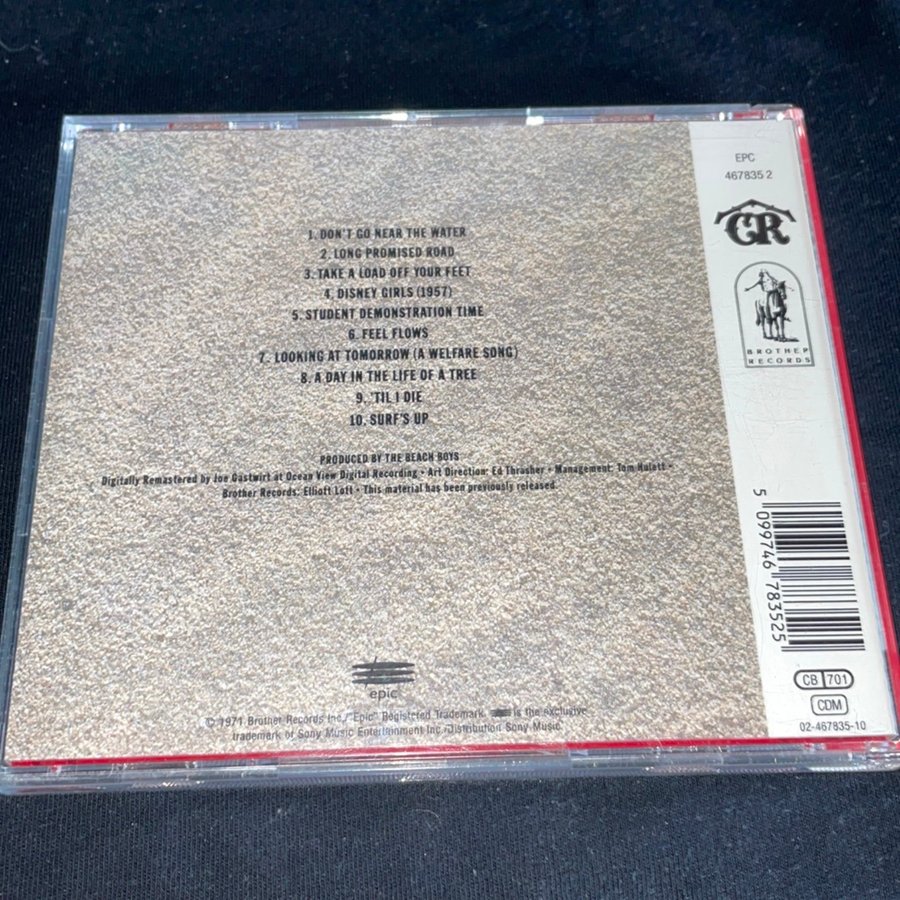 1. DON'T GO NEAR THE WATER
2. LONG PROMISED ROAD
3. TAKE A LOAD OFF YOUR FEET
4. DISNEY GIRLS (1957)
5. STUDENT DEMONSTRATION TIME
6. FEEL FLOWS
7. LOOKING AT TOMORROW (A WELFARE SONG)
8. A DAY IN THE LIFE OF A TREE
9. 'TIL I DIE
10. SURF'S UP
PRODUCED BY THE BEACH BOYS
Digitally Remastered by Joe Gastwirt at Ocean View Digital Recording • Art Direction: Ed Thrasher • Management: Tom Hulett •
Brother Records: Elliott Lott • This material has been previously released.
epic
© 1971 Brother Records Inc./"Epic" Registered Trademark. is the exclusive
trademark of Sony Music Entertainment Inc./Distribution Sony Music.
EPC
467835 2
CR
BROTHER
RECORDS
5 099746 783525
CB 701
CDM
02-467835-10